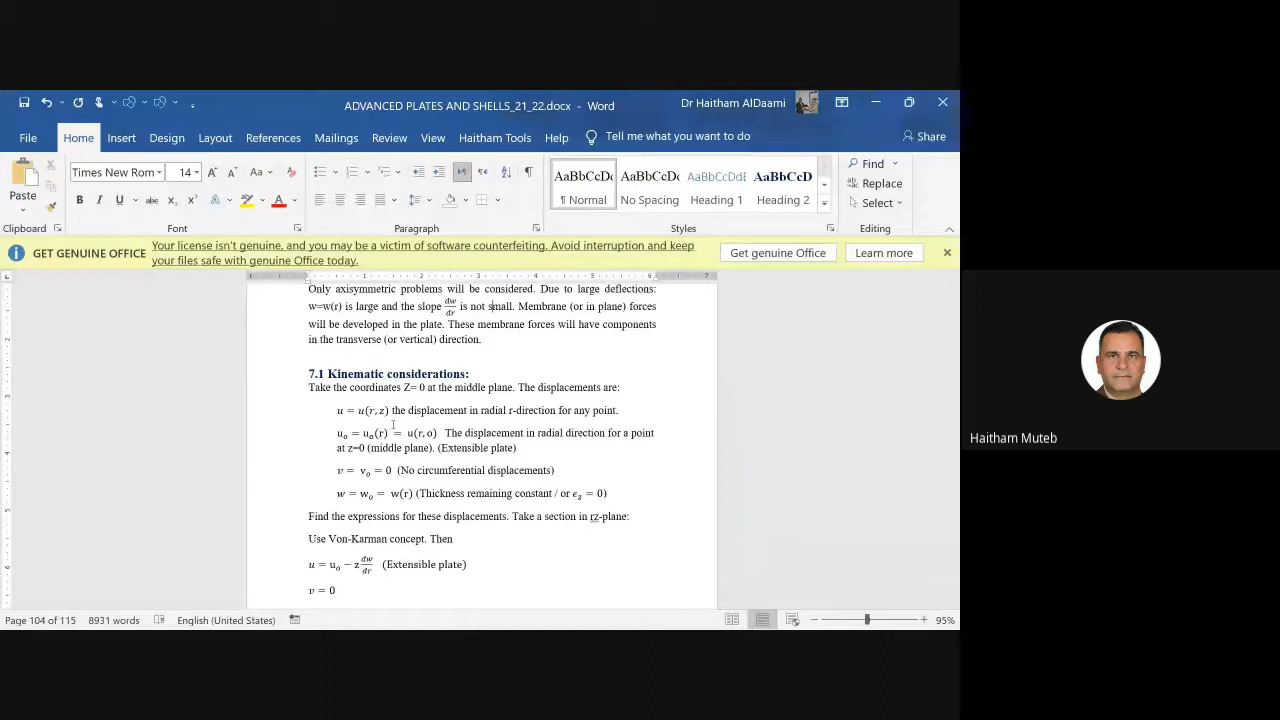 ADVANCED PLATES AND SHELLS_21_22.docx - Word
Dr Haitham AlDaami
File Home Insert Design Layout References Mailings Review View Haitham Tools Help Tell me what you want to do Share
Times New Rom 14 Aa
Find
Paste
B I U abc x₂ x² A A
AaBbCcDc AaBbCcDc AaBbCcDdE AaBbCcD
Replace
¶ Normal No Spacing Heading 1 Heading 2
Select
Clipboard Font Paragraph Styles Editing
GET GENUINE OFFICE Your license isn't genuine, and you may be a victim of software counterfeiting. Avoid interruption and keep
your files safe with genuine Office today.
Get genuine Office Learn more
Only axisymmetric problems will be considered. Due to large deflections:
w=w(r) is large and the slope dw/dr is not small. Membrane (or in plane) forces
will be developed in the plate. These membrane forces will have components
in the transverse (or vertical) direction.
7.1 Kinematic considerations:
Take the coordinates Z= 0 at the middle plane. The displacements are:
u = u(r, z) the displacement in radial r-direction for any point.
uₒ = uₒ(r) = u(r, o) The displacement in radial direction for a point
at z=0 (middle plane). (Extensible plate)
v = vₒ = 0 (No circumferential displacements)
w = wₒ = w(r) (Thickness remaining constant / or ϵ_z = 0)
Find the expressions for these displacements. Take a section in rz-plane:
Use Von-Karman concept. Then
u = uₒ − z dw/dr (Extensible plate)
v = 0
Page 104 of 115 8931 words English (United States) 95%
Haitham Muteb